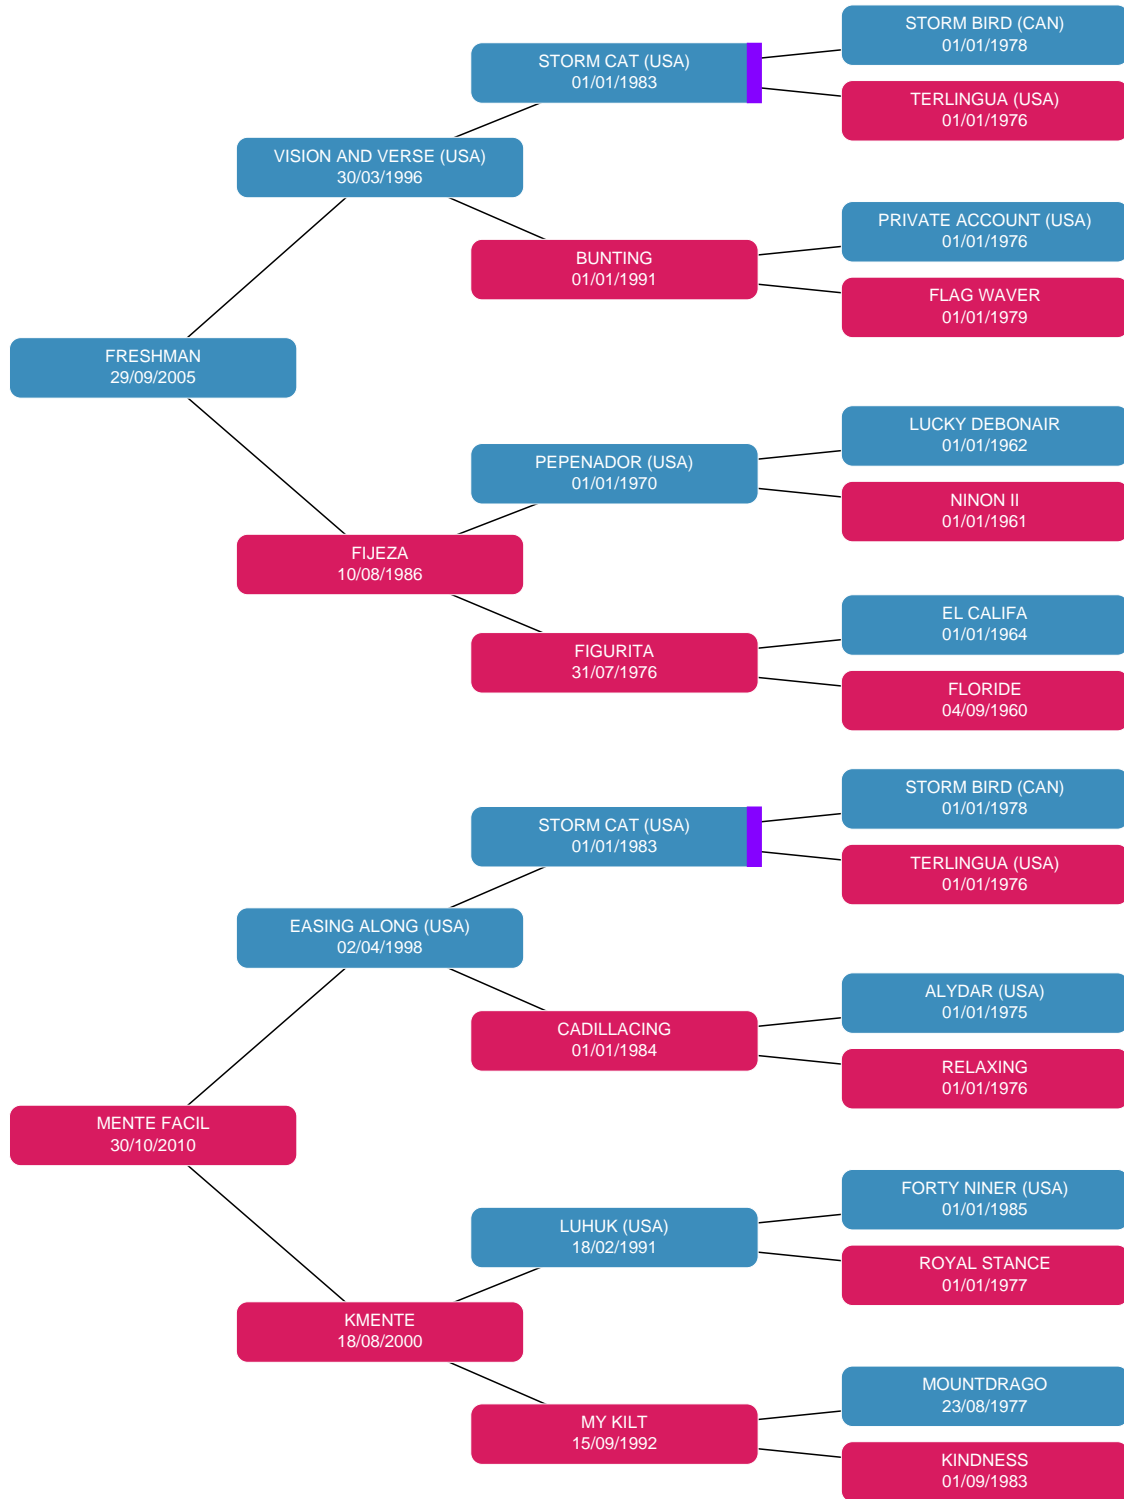 STORM BIRD (CAN)
01/01/1978
STORM CAT (USA)
01/01/1983
TERLINGUA (USA)
01/01/1976
VISION AND VERSE (USA)
30/03/1996
PRIVATE ACCOUNT (USA)
01/01/1976
BUNTING
01/01/1991
FLAG WAVER
01/01/1979
FRESHMAN
29/09/2005
LUCKY DEBONAIR
01/01/1962
PEPENADOR (USA)
01/01/1970
NINON II
01/01/1961
FIJEZA
10/08/1986
EL CALIFA
01/01/1964
FIGURITA
31/07/1976
FLORIDE
04/09/1960
STORM BIRD (CAN)
01/01/1978
STORM CAT (USA)
01/01/1983
TERLINGUA (USA)
01/01/1976
EASING ALONG (USA)
02/04/1998
ALYDAR (USA)
01/01/1975
CADILLACING
01/01/1984
RELAXING
01/01/1976
MENTE FACIL
30/10/2010
FORTY NINER (USA)
01/01/1985
LUHUK (USA)
18/02/1991
ROYAL STANCE
01/01/1977
KMENTE
18/08/2000
MOUNTDRAGO
23/08/1977
MY KILT
15/09/1992
KINDNESS
01/09/1983